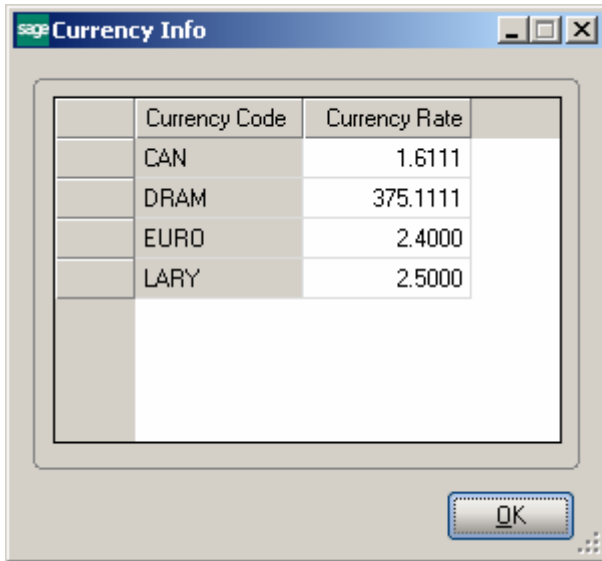 sage Currency Info
Currency Code Currency Rate
CAN 1.6111
DRAM 375.1111
EURO 2.4000
LARY 2.5000
OK